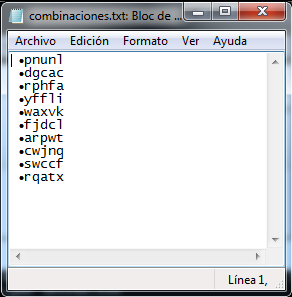 combinaciones.txt: Bloc de ...
Archivo Edición Formato Ver Ayuda
•pnunl
•dgcac
•rphfa
•yffli
•waxvk
•fjdcl
•arpwt
•cwjng
•swccf
•rqatx
Línea 1,